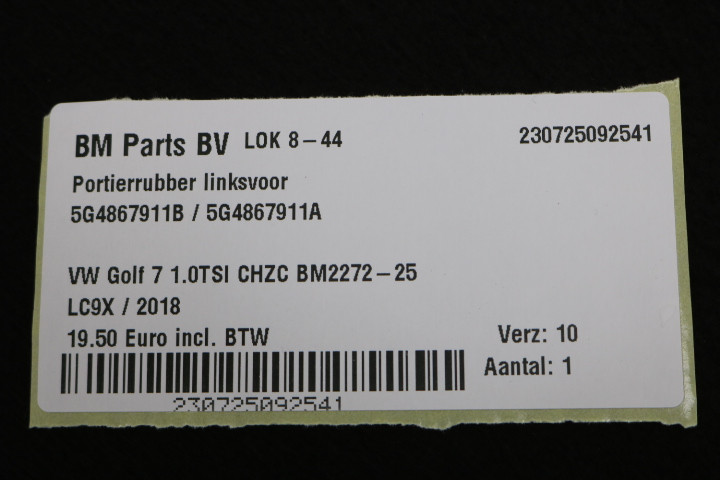 BM Parts BV LOK 8-44 230725092541
Portierrubber linksvoor
5G4867911B / 5G4867911A
VW Golf 7 1.0TSI CHZC BM2272-25
LC9X / 2018
19.50 Euro incl. BTW Verz: 10
Aantal: 1
230725092541